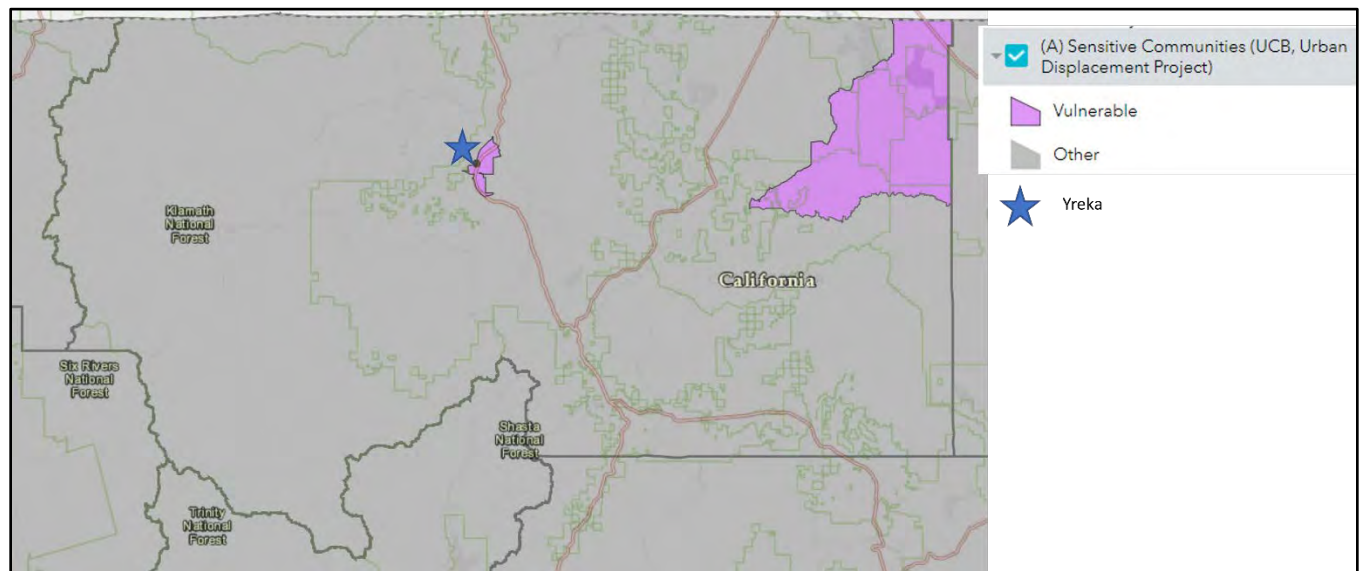 Klamath
National
Forest
Six Rivers
National
Forest
Trinity
National
Forest
Shasta
National
Forest
California
(A) Sensitive Communities (UCB, Urban
Displacement Project)
Vulnerable
Other
Yreka